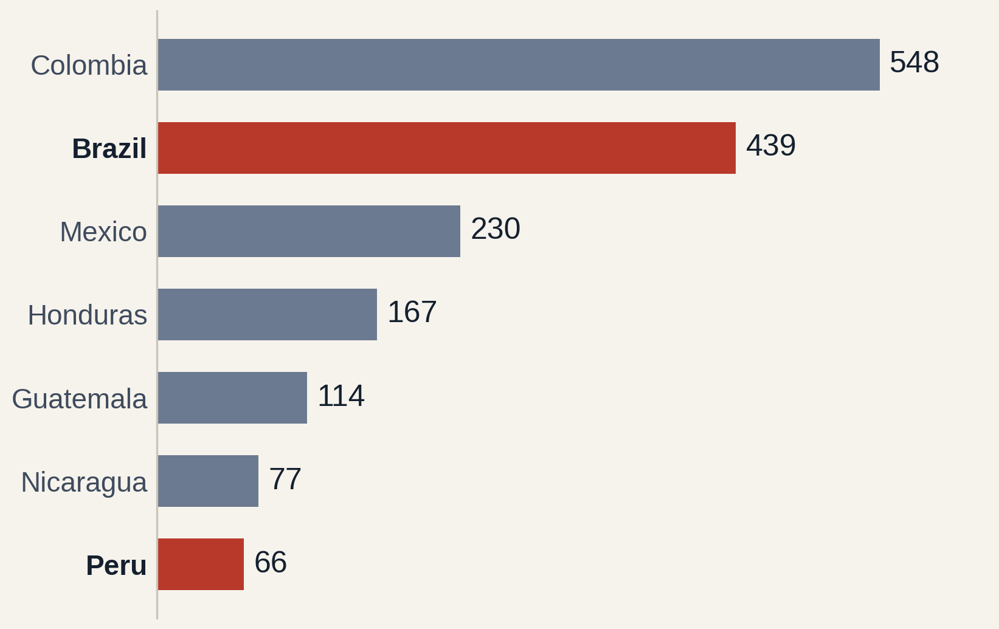 Colombia 548
Brazil 439
Mexico 230
Honduras 167
Guatemala 114
Nicaragua 77
Peru 66